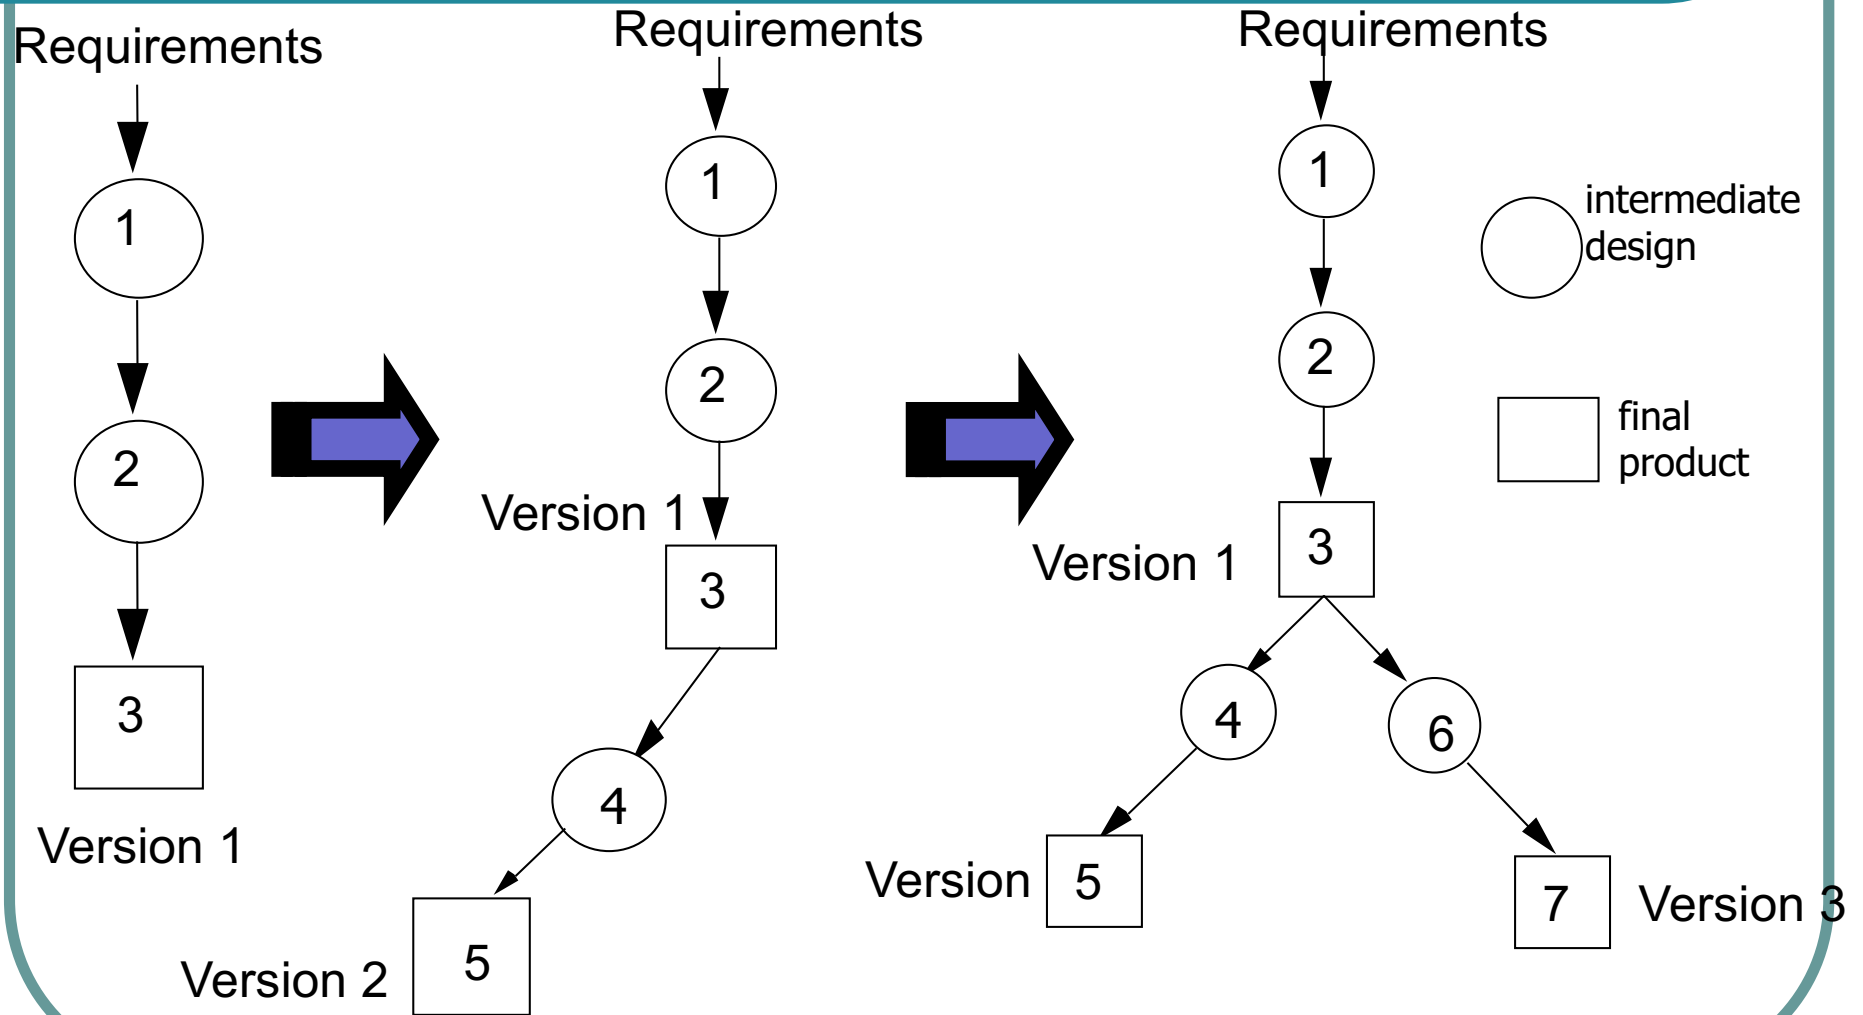 Requirements
1
2
3
Version 1
Requirements
1
2
Version 1
3
4
5
Version 2
Requirements
1
2
3
Version 1
4
6
Version
5
7
Version 3
intermediate
design
final
product